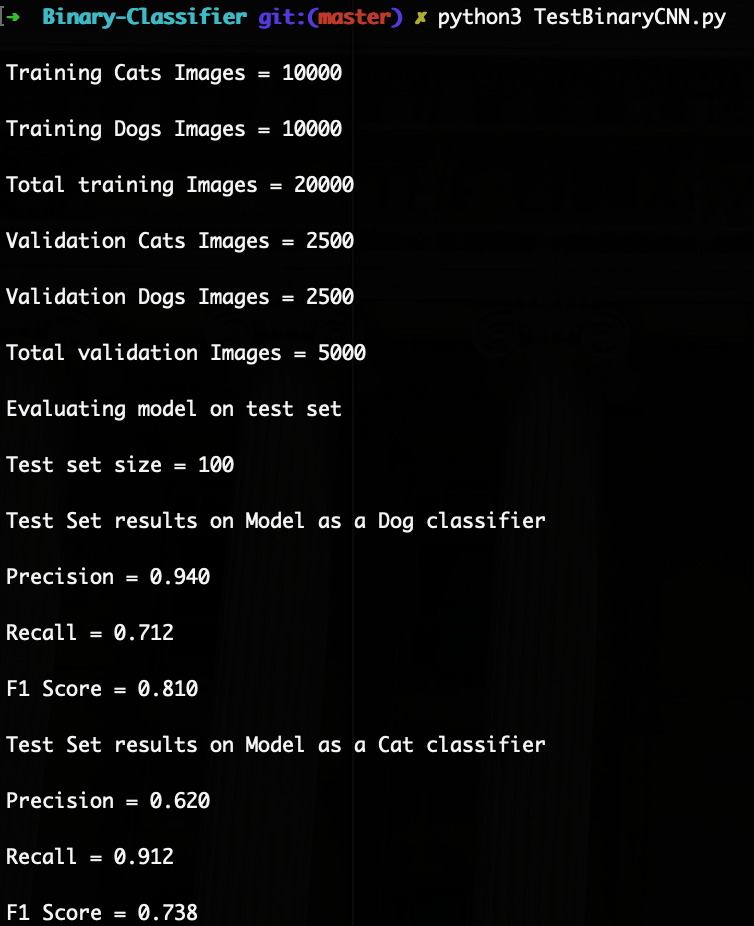 ➜ Binary-Classifier git:(master) ✗ python3 TestBinaryCNN.py
Training Cats Images = 10000
Training Dogs Images = 10000
Total training Images = 20000
Validation Cats Images = 2500
Validation Dogs Images = 2500
Total validation Images = 5000
Evaluating model on test set
Test set size = 100
Test Set results on Model as a Dog classifier
Precision = 0.940
Recall = 0.712
F1 Score = 0.810
Test Set results on Model as a Cat classifier
Precision = 0.620
Recall = 0.912
F1 Score = 0.738